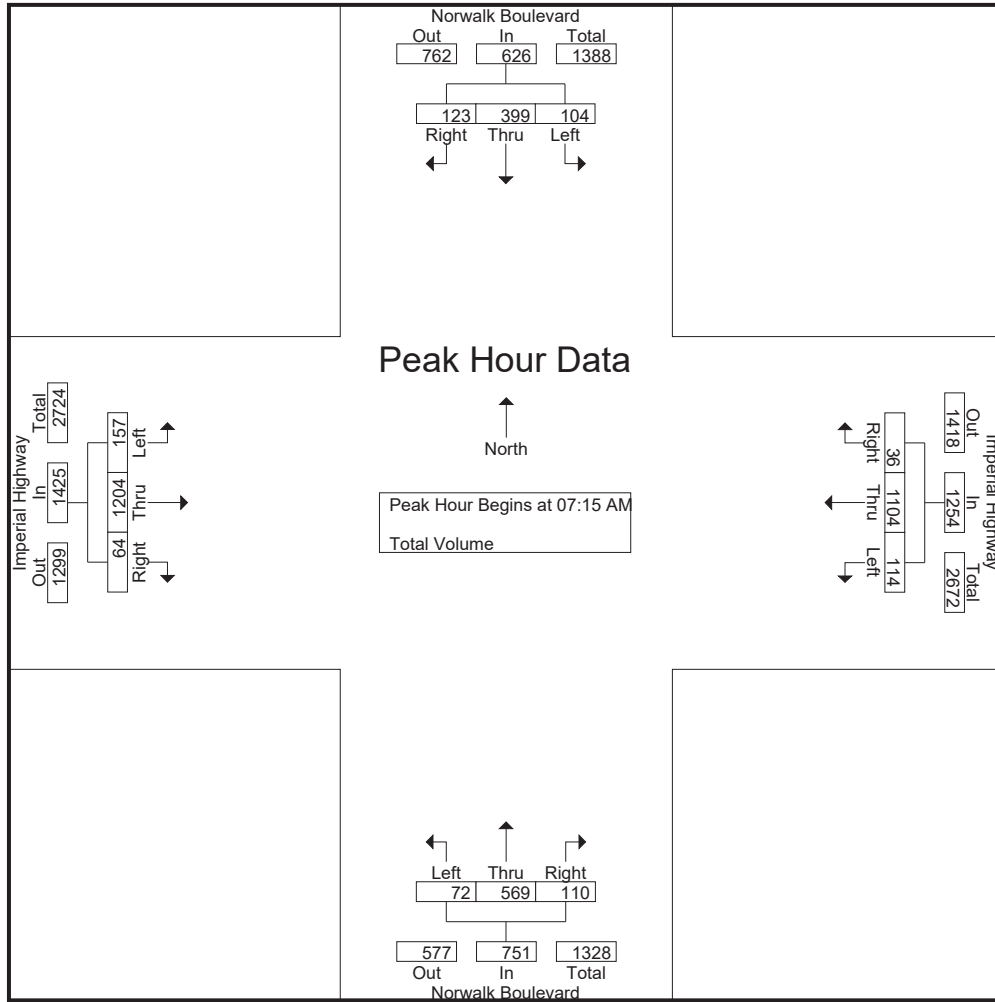 Norwalk Boulevard
Out In Total
762 626 1388
123 399 104
Right Thru Left
Peak Hour Data
North
Peak Hour Begins at 07:15 AM
Total Volume
Imperial Highway
Out In Total
1299 1425 2724
Left Thru Right
157 1204 64
Imperial Highway
Out In Total
1418 1254 2672
Right Thru Left
36 1104 114
Left Thru Right
72 569 110
577 751 1328
Out In Total
Norwalk Boulevard